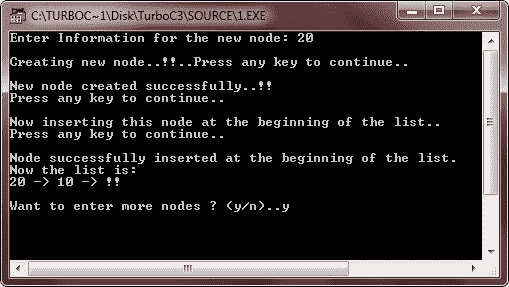 C:\TURBOC~1\Disk\TurboC3\SOURCE\1.EXE
Enter Information for the new node: 20
Creating new node..!!..Press any key to continue..
New node created successfully..!!
Press any key to continue..
Now inserting this node at the beginning of the list..
Press any key to continue..
Node successfully inserted at the beginning of the list.
Now the list is:
20 -> 10 -> !!
Want to enter more nodes ? (y/n)..y